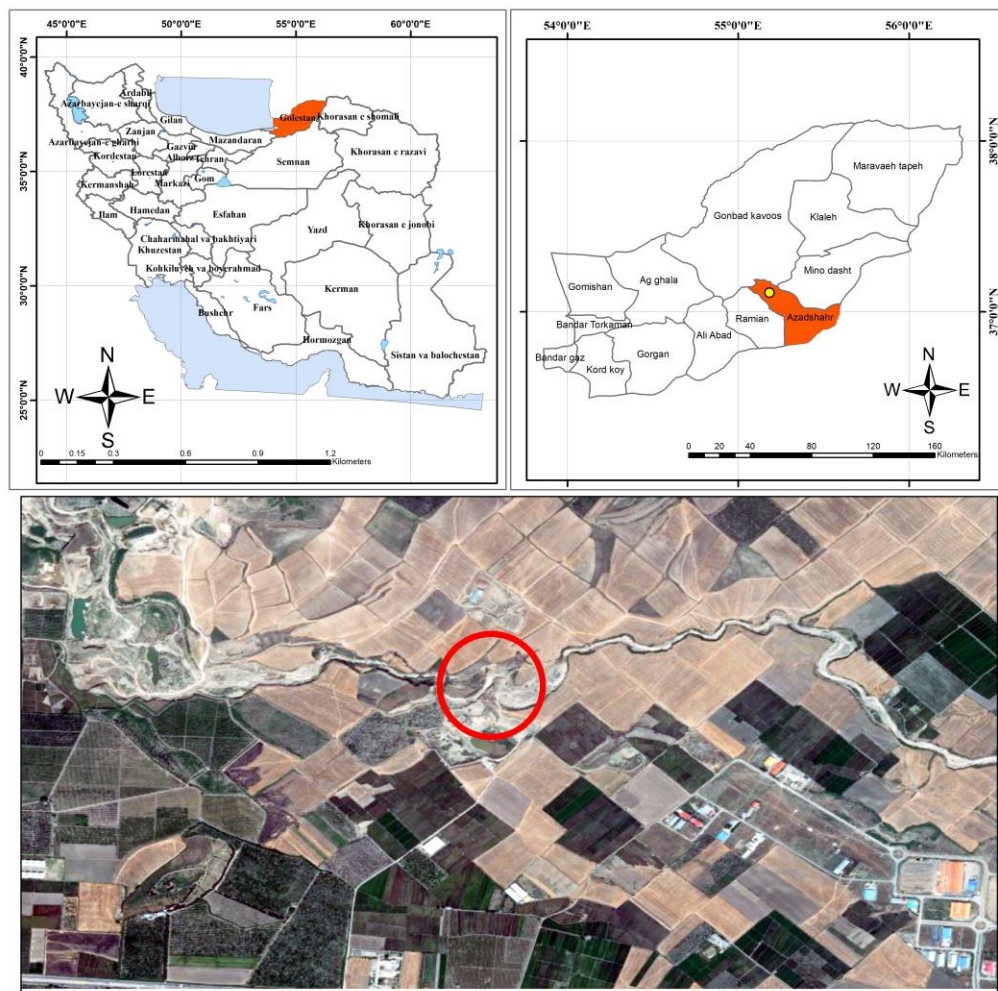 45°0'0"E 50°0'0"E 55°0'0"E 60°0'0"E
40°0'0"N
35°0'0"N
30°0'0"N
25°0'0"N
Ardabil
Azarbayejan-e sharqi
Gilan
Golestan
Khorasan e shomali
Zanjan
Mazandaran
Azarbayejan-e gharbi
Gazvin
Kordestan
Alborz
Tehran
Semnan
Khorasan e razavi
Lorestan
Kermanshah
Markazi
Gom
Hamedan
Ilam
Esfahan
Yazd
Khorasan e jonobi
Chaharmahal va bakhtiyari
Khuzestan
Kohkiluyeh va boyerahmad
Kerman
Bushehr
Fars
Hormozgan
Sistan va balochestan
N
W E
S
0 0.15 0.3 0.6 0.9 1.2
Kilometers
54°0'0"E 55°0'0"E 56°0'0"E
38°0'0"N
37°0'0"N
Maravaeh tapeh
Gonbad kavoos
Klaleh
Mino dasht
Ag ghala
Gomishan
Azadshahr
Ramian
Bandar Torkaman
Ali Abad
Bandar gaz
Gorgan
Kord koy
N
W E
S
0 20 40 80 120 160
Kilometers